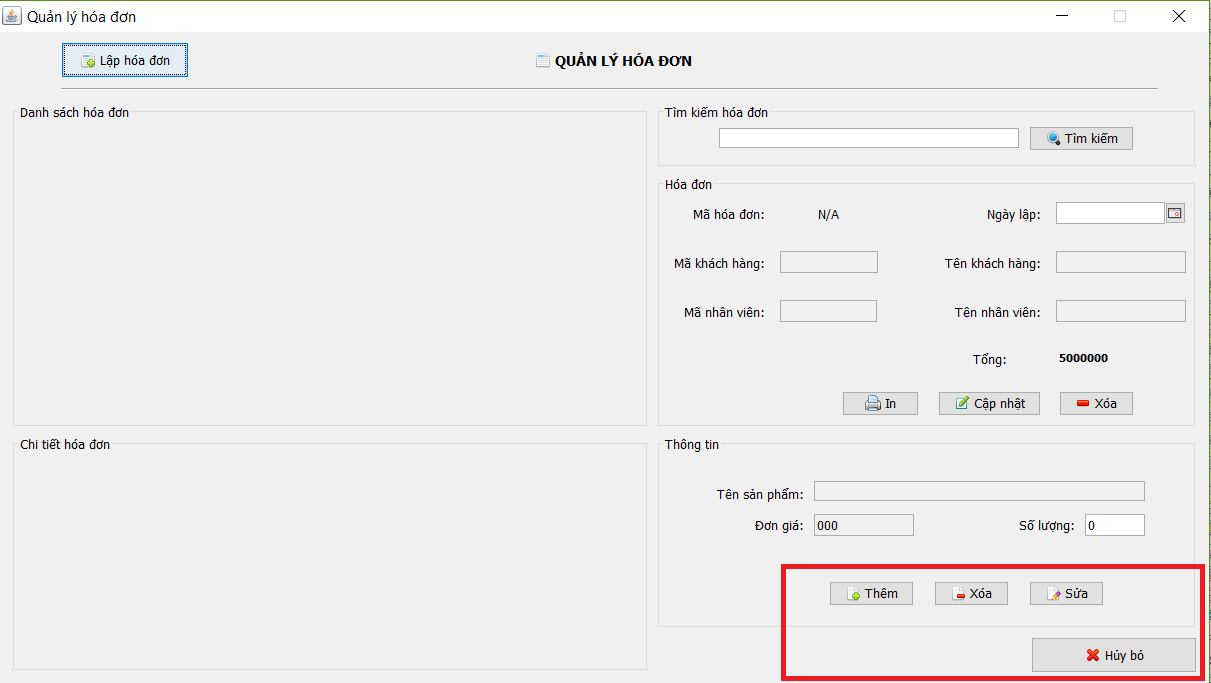 Quản lý hóa đơn
Lập hóa đơn
QUẢN LÝ HÓA ĐƠN
Danh sách hóa đơn
Tìm kiếm hóa đơn
Tìm kiếm
Hóa đơn
Mã hóa đơn: N/A Ngày lập:
Mã khách hàng: Tên khách hàng:
Mã nhân viên: Tên nhân viên:
Tổng: 5000000
In Cập nhật Xóa
Chi tiết hóa đơn
Thông tin
Tên sản phẩm:
Đơn giá: 000 Số lượng: 0
Thêm Xóa Sửa
Hủy bỏ